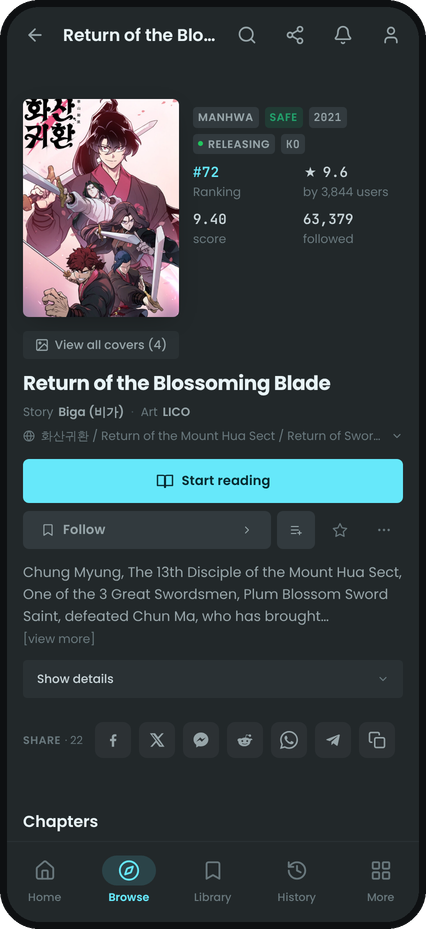 Return of the Blo...
화산
귀환
MANHWA SAFE 2021
RELEASING KO
#72 ★ 9.6
Ranking by 3,844 users
9.40 63,379
score followed
View all covers (4)
Return of the Blossoming Blade
Story Biga (비가) · Art LICO
화산귀환 / Return of the Mount Hua Sect / Return of Swor...
Start reading
Follow
Chung Myung, The 13th Disciple of the Mount Hua Sect,
One of the 3 Great Swordsmen, Plum Blossom Sword
Saint, defeated Chun Ma, who has brought...
[view more]
Show details
SHARE · 22
Chapters
Home Browse Library History More